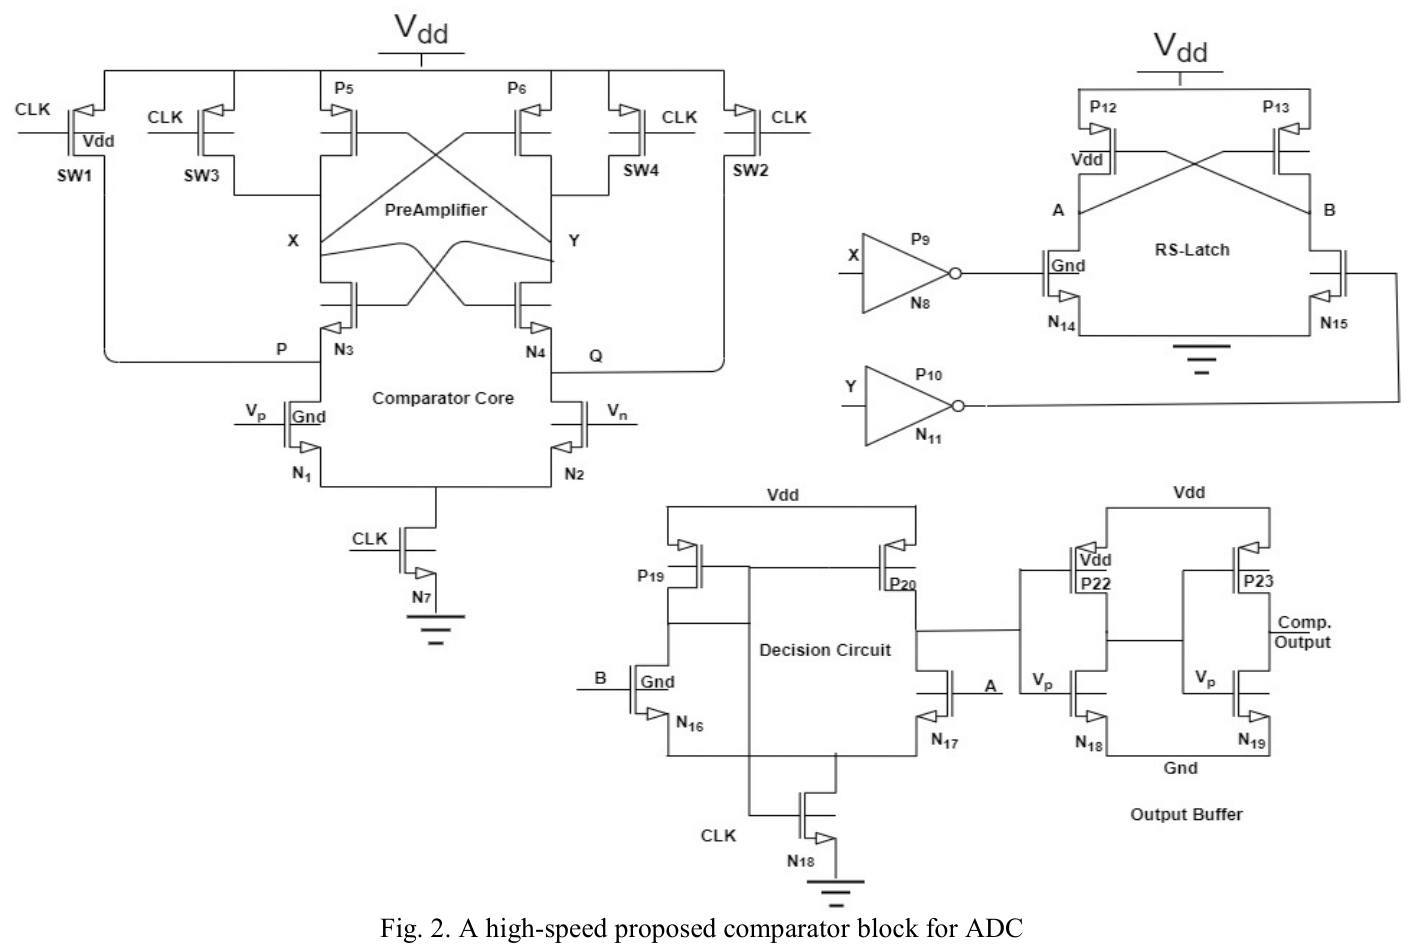 Vdd
CLK
Vdd
SW1
CLK
SW3
P5
P6
CLK
SW4
CLK
SW2
PreAmplifier
X
Y
P
N3
N4
Q
Comparator Core
Vp
Gnd
Vn
N1
N2
CLK
N7
Vdd
P12
P13
Vdd
A
B
RS-Latch
X
P9
N8
Gnd
N14
N15
Y
P10
N11
Vdd
P19
P20
Decision Circuit
B
Gnd
N16
A
N17
CLK
N18
Vdd
Vdd
P22
P23
Comp.
Output
Vp
Vp
N18
N19
Gnd
Output Buffer
Fig. 2. A high-speed proposed comparator block for ADC